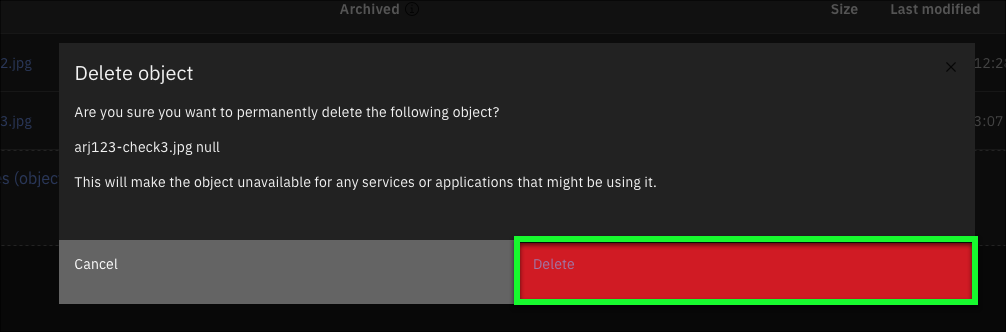 Archived
Size
Last modified
2.jpg
12:2
Delete object
Are you sure you want to permanently delete the following object?
3.jpg
3:07
arj123-check3.jpg null
s (objec
This will make the object unavailable for any services or applications that might be using it.
Cancel
Delete